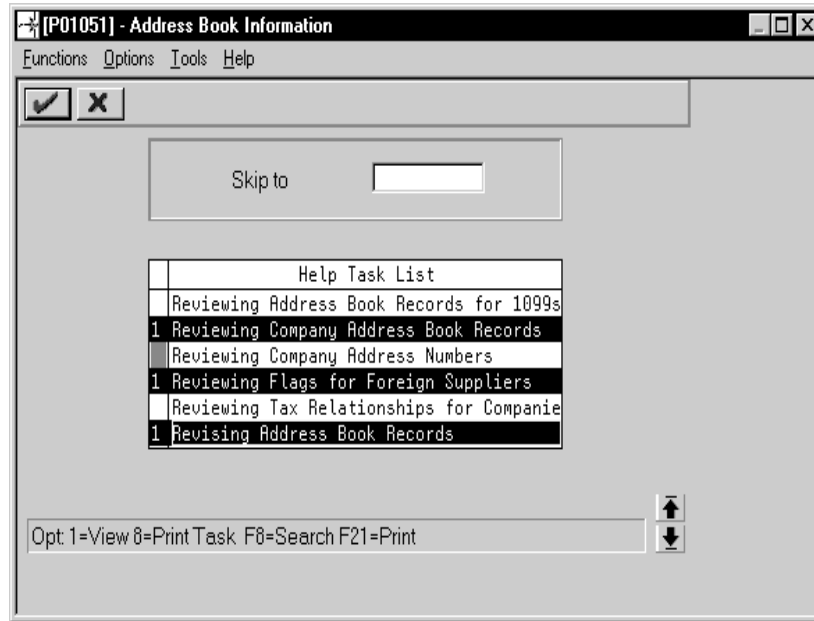 [P01051] - Address Book Information
Functions Options Tools Help
Skip to
Help Task List
Reviewing Address Book Records for 1099s
1 Reviewing Company Address Book Records
Reviewing Company Address Numbers
1 Reviewing Flags for Foreign Suppliers
Reviewing Tax Relationships for Companie
1 Revising Address Book Records
Opt: 1=View 8=Print Task F8=Search F21=Print